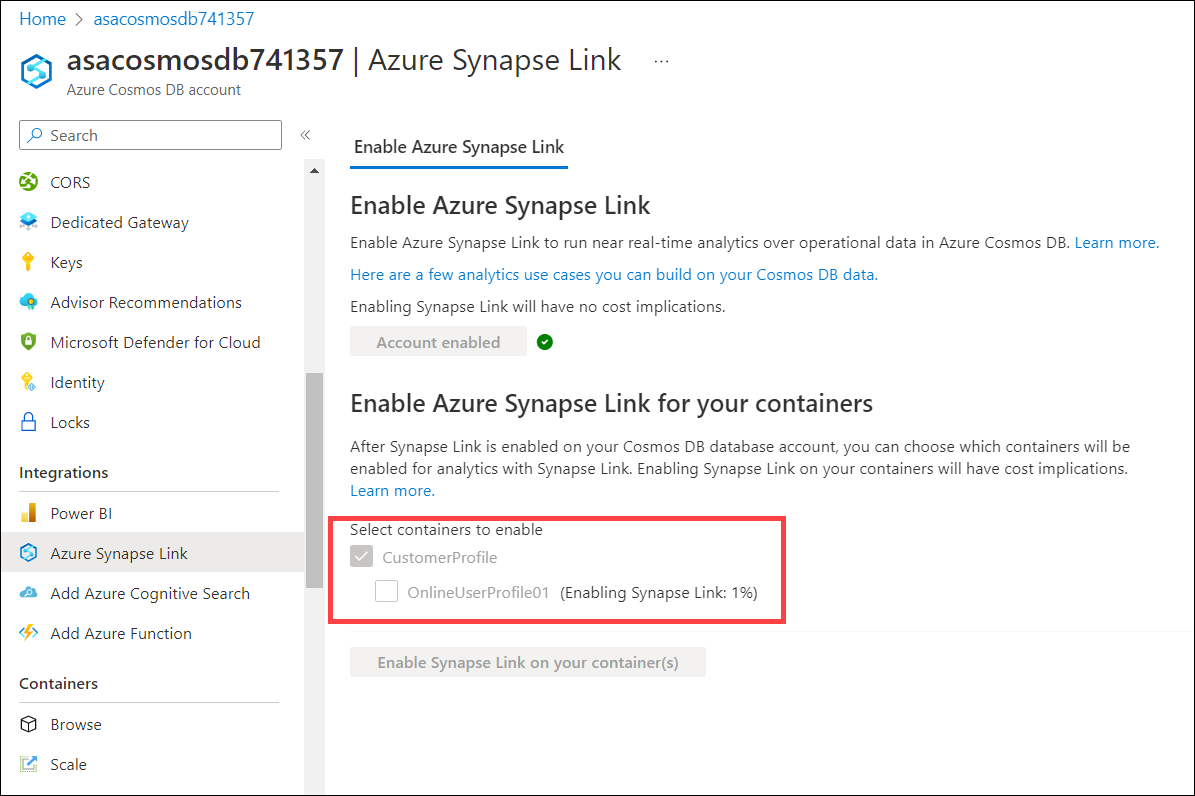 Home > asacosmosdb741357
asacosmosdb741357 | Azure Synapse Link ...
Azure Cosmos DB account
Search «
CORS
Dedicated Gateway
Keys
Advisor Recommendations
Microsoft Defender for Cloud
Identity
Locks
Integrations
Power BI
Azure Synapse Link
Add Azure Cognitive Search
Add Azure Function
Containers
Browse
Scale
Enable Azure Synapse Link
Enable Azure Synapse Link
Enable Azure Synapse Link to run near real-time analytics over operational data in Azure Cosmos DB. Learn more.
Here are a few analytics use cases you can build on your Cosmos DB data.
Enabling Synapse Link will have no cost implications.
Account enabled
Enable Azure Synapse Link for your containers
After Synapse Link is enabled on your Cosmos DB database account, you can choose which containers will be
enabled for analytics with Synapse Link. Enabling Synapse Link on your containers will have cost implications.
Learn more.
Select containers to enable
CustomerProfile
OnlineUserProfile01 (Enabling Synapse Link: 1%)
Enable Synapse Link on your container(s)